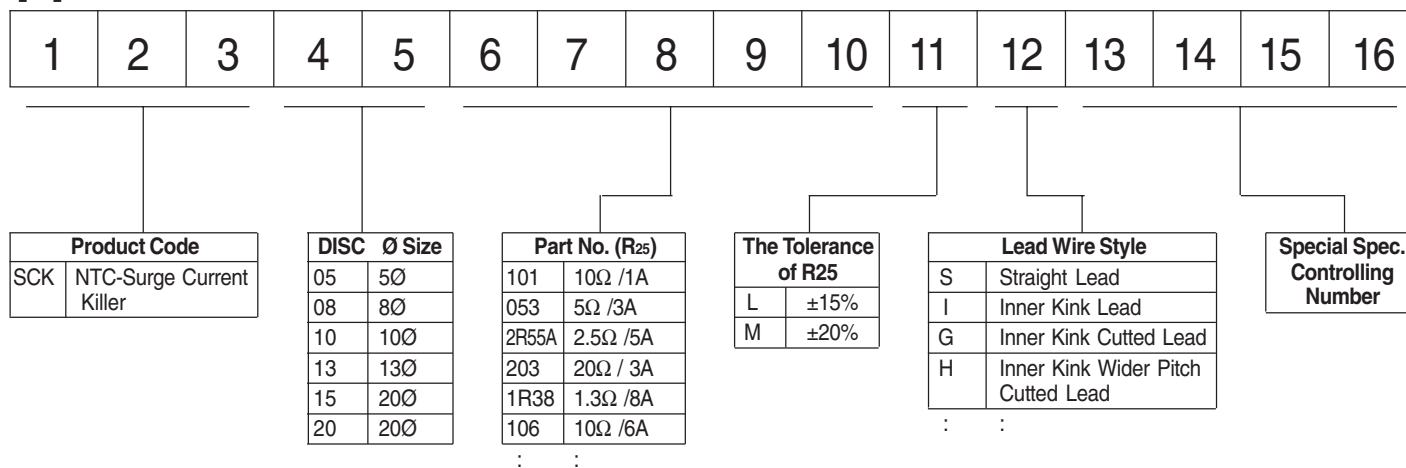 1 2 3 4 5 6 7 8 9 10 11 12 13 14 15 16
Product Code
SCK NTC-Surge Current
Killer
DISC Ø Size
05 5Ø
08 8Ø
10 10Ø
13 13Ø
15 20Ø
20 20Ø
Part No. (R25)
101 10Ω /1A
053 5Ω /3A
2R55A 2.5Ω /5A
203 20Ω / 3A
1R38 1.3Ω /8A
106 10Ω /6A
: :
The Tolerance
of R25
L ±15%
M ±20%
Lead Wire Style
S Straight Lead
I Inner Kink Lead
G Inner Kink Cutted Lead
H Inner Kink Wider Pitch
Cutted Lead
: :
Special Spec.
Controlling
Number